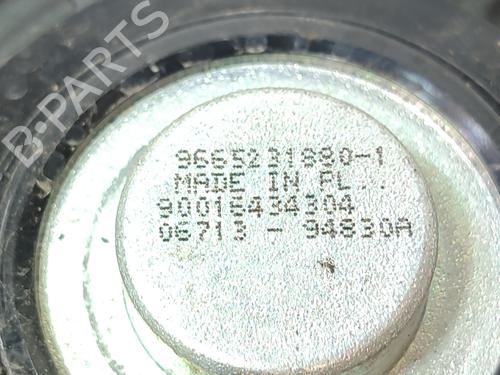 B-PARTS
9665231880-1
MADE IN PL..
90015434304
06713 - 94830A